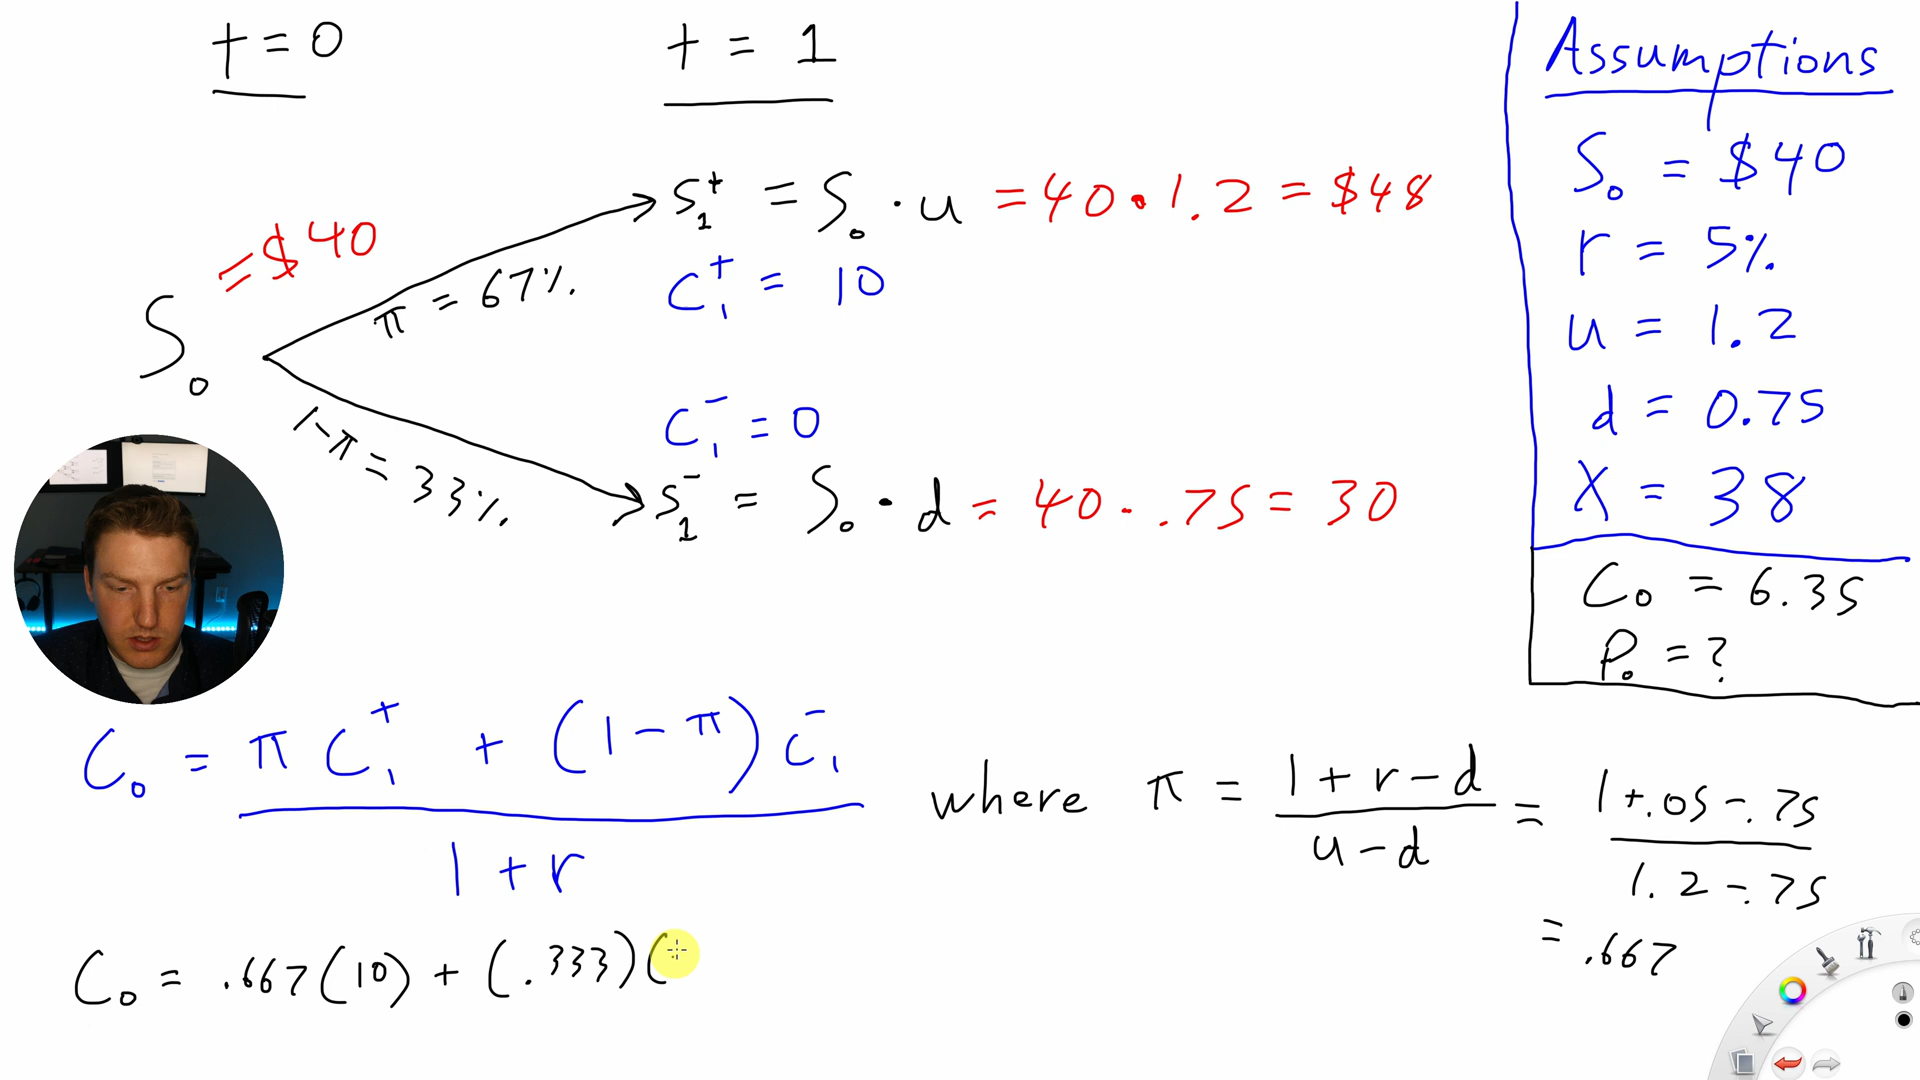 t = 0
t = 1
Assumptions
S₀ = $40
r = 5%
u = 1.2
d = 0.75
X = 38
C₀ = 6.35
P₀ = ?
S₀ = $40
π = 67%
1-π = 33%
S₁⁺ = S₀ · u = 40 · 1.2 = $48
C₁⁺ = 10
C₁⁻ = 0
S₁⁻ = S₀ · d = 40 · .75 = 30
C₀ = π C₁⁺ + (1 - π) C₁⁻
1 + r
where π = 1 + r - d = 1 + .05 - .75
u - d 1.2 - .75
= .667
C₀ = .667 (10) + (.333) (